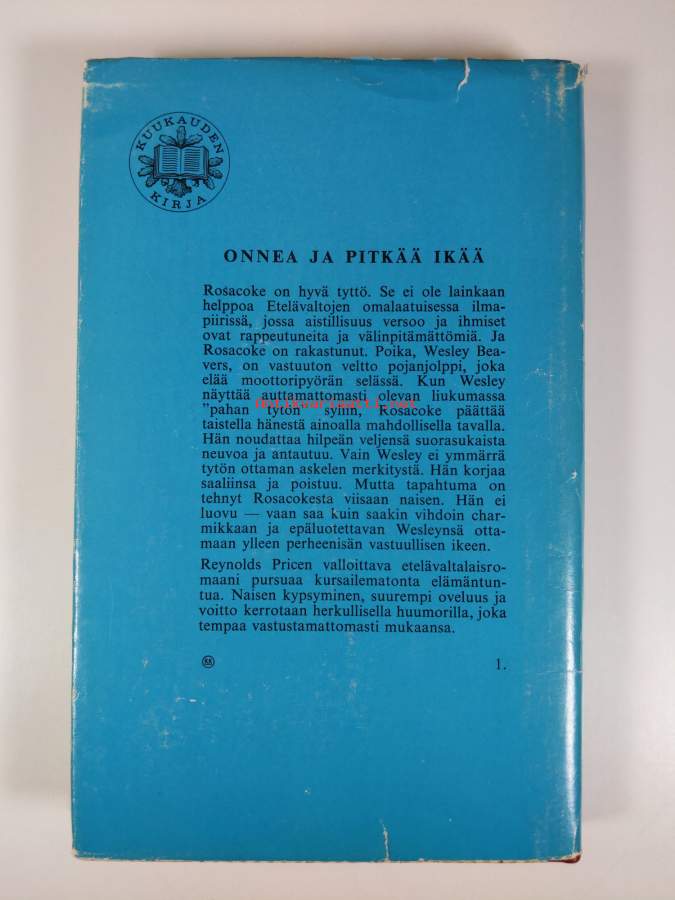 KUUKAUDEN
KIRJA
ONNEA JA PITKÄÄ IKÄÄ
Rosacoke on hyvä tyttö. Se ei ole lainkaan
helppoa Etelävaltojen omalaatuisessa ilma-
piirissä, jossa aistillisuus versoo ja ihmiset
ovat rappeutuneita ja välinpitämättömiä. Ja
Rosacoke on rakastunut. Poika, Wesley Bea-
vers, on vastuuton veltto pojanjolppi, joka
elää moottoripyörän selässä. Kun Wesley
näyttää auttamattomasti olevan liukumassa
antikvariaatti.net
"pahan tytön" syliin, Rosacoke päättää
taistella hänestä ainoalla mahdollisella tavalla.
Hän noudattaa hilpeän veljensä suorasukaista
neuvoa ja antautuu. Vain Wesley ei ymmärrä
tytön ottaman askelen merkitystä. Hän korjaa
saaliinsa ja poistuu. Mutta tapahtuma on
tehnyt Rosacokesta viisaan naisen. Hän ei
luovu — vaan saa kuin saakin vihdoin char-
mikkaan ja epäluotettavan Wesleynsä otta-
maan ylleen perheenisän vastuullisen ikeen.
Reynolds Pricen valloittava etelävaltalaisro-
maani pursuaa kursailematonta elämäntun-
tua. Naisen kypsyminen, suurempi oveluus ja
voitto kerrotaan herkullisella huumorilla, joka
tempaa vastustamattomasti mukaansa.
KK 1.